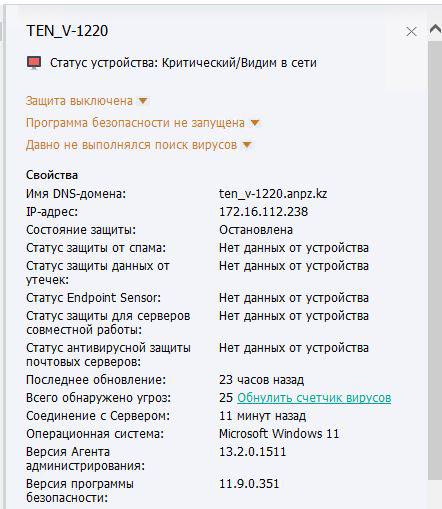 TEN_V-1220
Статус устройства: Критический/Видим в сети
Защита выключена
Программа безопасности не запущена
Давно не выполнялся поиск вирусов
Свойства
Имя DNS-домена: ten_v-1220.anpz.kz
IP-адрес: 172.16.112.238
Состояние защиты: Остановлена
Статус защиты от спама: Нет данных от устройства
Статус защиты данных от Нет данных от устройства
утечек:
Статус Endpoint Sensor: Нет данных от устройства
Статус защиты для серверов Нет данных от устройства
совместной работы:
Статус антивирусной защиты Нет данных от устройства
почтовых серверов:
Последнее обновление: 23 часов назад
Всего обнаружено угроз: 25 Обнулить счетчик вирусов
Соединение с Сервером: 11 минут назад
Операционная система: Microsoft Windows 11
Версия Агента 13.2.0.1511
администрирования:
Версия программы 11.9.0.351
безопасности: